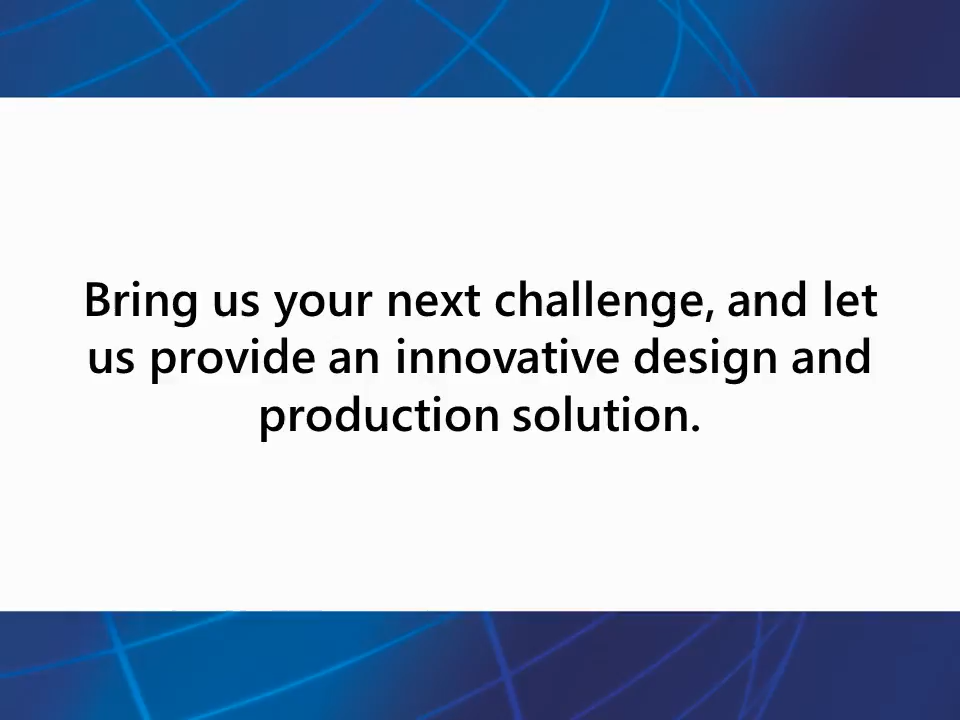 Bring us your next challenge, and let
us provide an innovative design and
production solution.